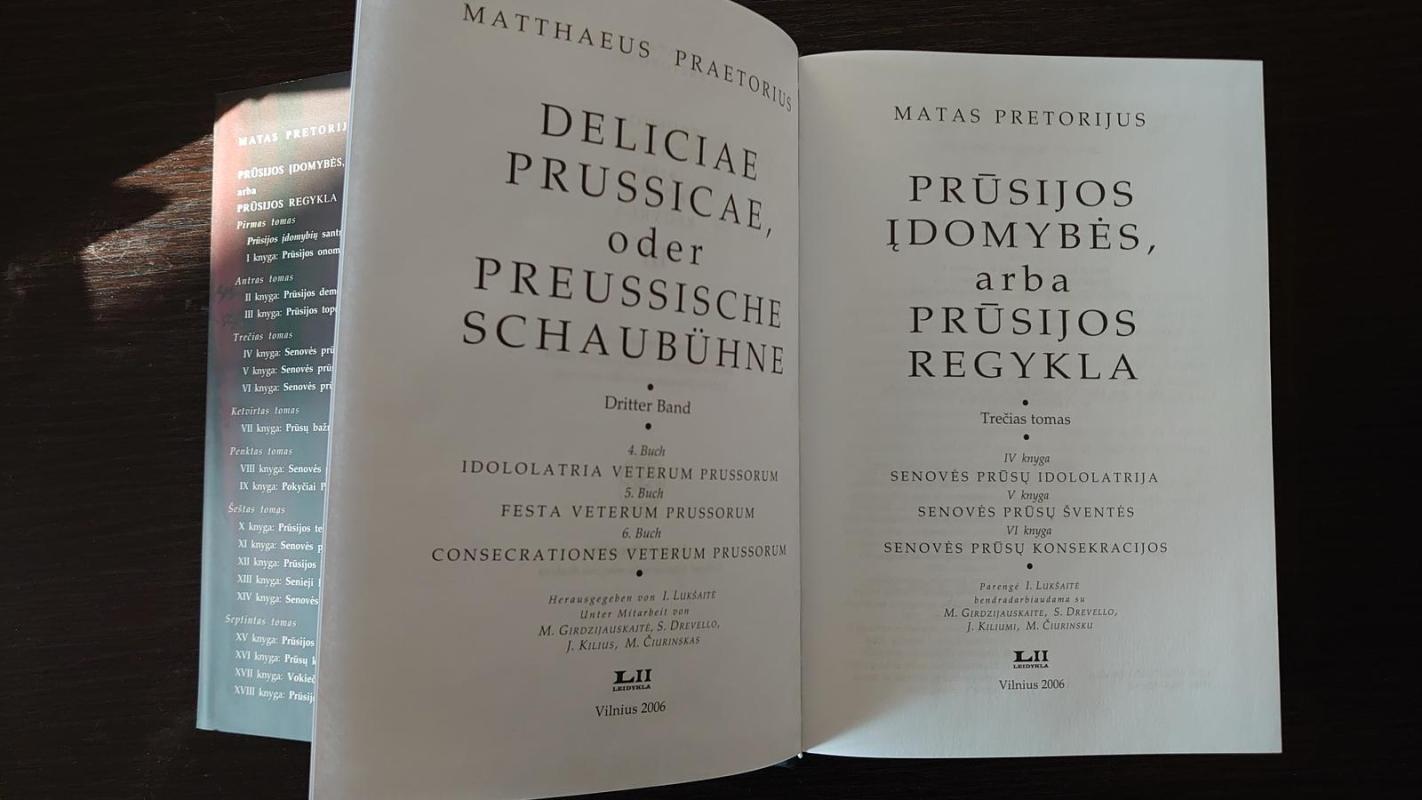 MATAS PRETORIJ
PRŪSIJOS ĮDOMYBĖS,
arba
PRŪSIJOS REGYKLA
Pirmas tomas
Prūsijos įdomybių
I knyga: Prūsijos
Antras tomas
II knyga: Prūsijos
III knyga: Prūsijos
Trečias tomas
IV knyga: Senovės
V knyga: Senovės
VI knyga: Senovės
Ketvirtas tomas
VII knyga: Prūsų
Penktas tomas
VIII knyga: Senovės
IX knyga: Pokyčiai
Šeštas tomas
X knyga: Prūsijos
XI knyga: Senovės
XII knyga: Prūsijos
XIII knyga: Senieji
XIV knyga: Senovės
Septintas tomas
XV knyga: Prūsijos
XVI knyga: Prūsų
XVII knyga:
XVIII knyga:
MATTHAEUS PRAETORIUS
DELICIAE
PRUSSICAE,
oder
PREUSSISCHE
SCHAUBÜHNE
Dritter Band
4. Buch
IDOLOLATRIA VETERUM PRUSSORUM
5. Buch
FESTA VETERUM PRUSSORUM
6. Buch
CONSECRATIONES VETERUM PRUSSORUM
Herausgegeben von I. LUKŠAITĖ
Unter Mitarbeit von
M. GIRDZIJAUSKAITĖ, S. DREVELLO,
J. KILIUS, M. ČIURINSKAS
LII
LEIDYKLA
Vilnius 2006
MATAS PRETORIJUS
PRŪSIJOS
ĮDOMYBĖS,
arba
PRŪSIJOS
REGYKLA
Trečias tomas
IV knyga
SENOVĖS PRŪSŲ IDOLOLATRIJA
V knyga
SENOVĖS PRŪSŲ ŠVENTĖS
VI knyga
SENOVĖS PRŪSŲ KONSEKRACIJOS
Parengė I. LUKŠAITĖ
bendradarbiaudama su
M. GIRDZIJAUSKAITE, S. DREVELLO,
J. KILIUMI, M. ČIURINSKU
LII
LEIDYKLA
Vilnius 2006